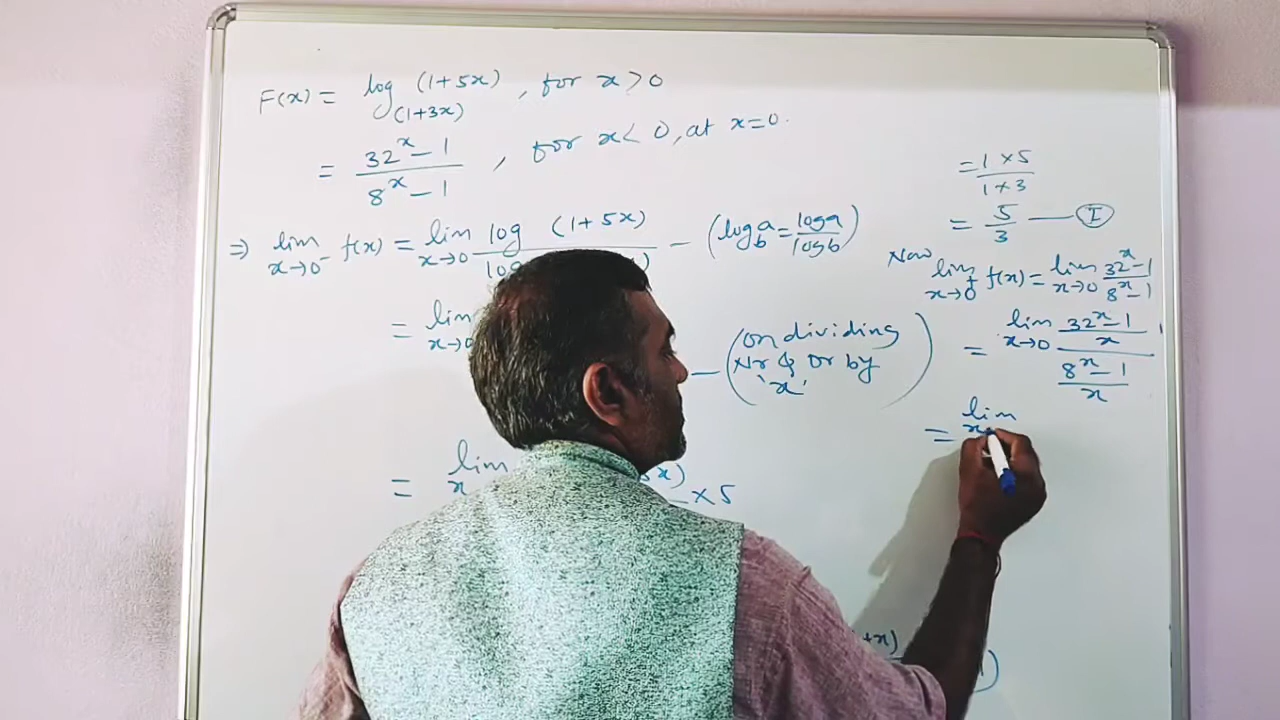 F(x) = log(1+3x) (1+5x), for x>0
= 32^x-1 / 8^x-1, for x<0, at x=0.
⇒ lim x→0⁻ f(x) = lim x→0 log (1+5x) / log ) — (log_b a = log a / log b)
= lim x→0 — (on dividing
Nr & Dr by
'x')
= lim x x) × 5
= 1×5 / 1×3
= 5/3 — I
Now
lim x→0⁺ f(x) = lim x→0 32^x-1 / 8^x-1
= lim x→0 (32^x-1 / x) / (8^x-1 / x)
= lim x
+x)
)